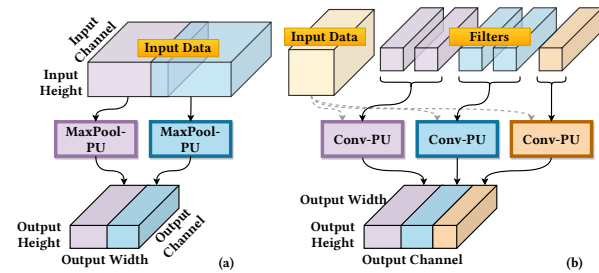 Input
Channel
Input Data
Input
Height
MaxPool-
PU
MaxPool-
PU
Output
Height
Output Width
Output
Channel
(a)
Input Data
Filters
Conv-PU
Conv-PU
Conv-PU
Output Width
Output
Height
Output Channel
(b)